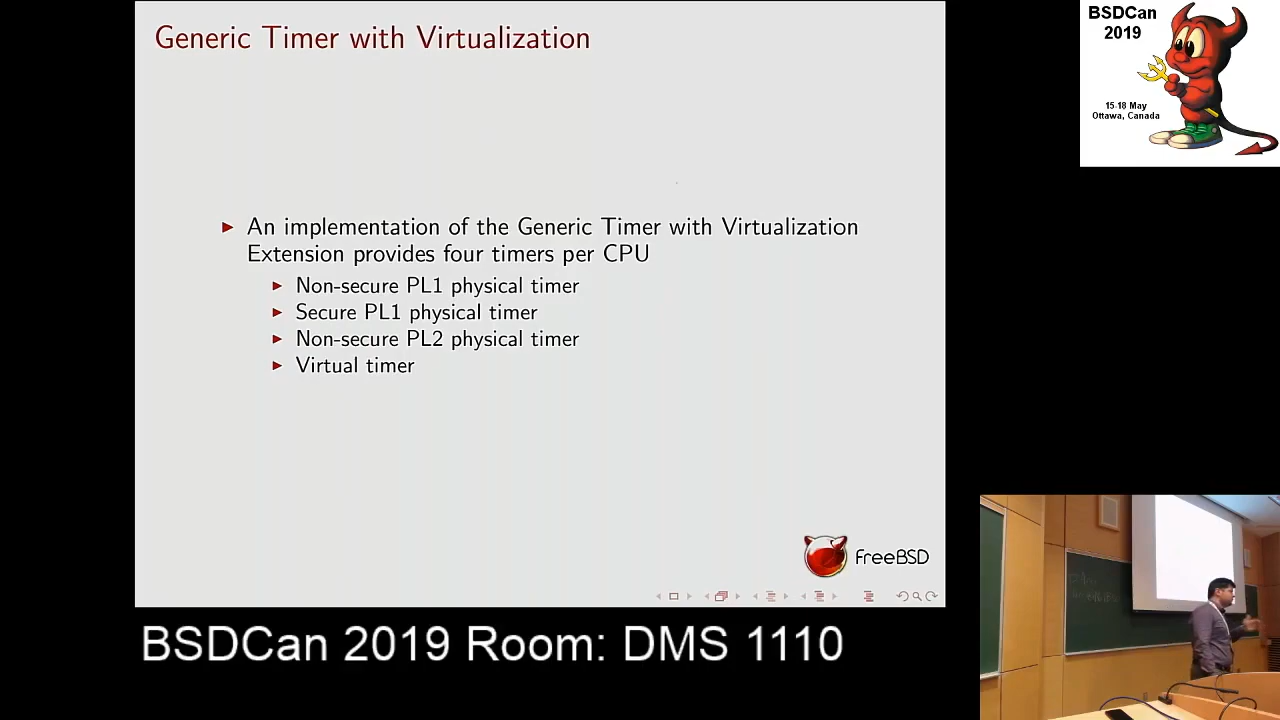 Generic Timer with Virtualization
An implementation of the Generic Timer with Virtualization
Extension provides four timers per CPU
Non-secure PL1 physical timer
Secure PL1 physical timer
Non-secure PL2 physical timer
Virtual timer
FreeBSD
BSDCan 2019 Room: DMS 1110
BSDCan
2019
15-18 May
Ottawa, Canada